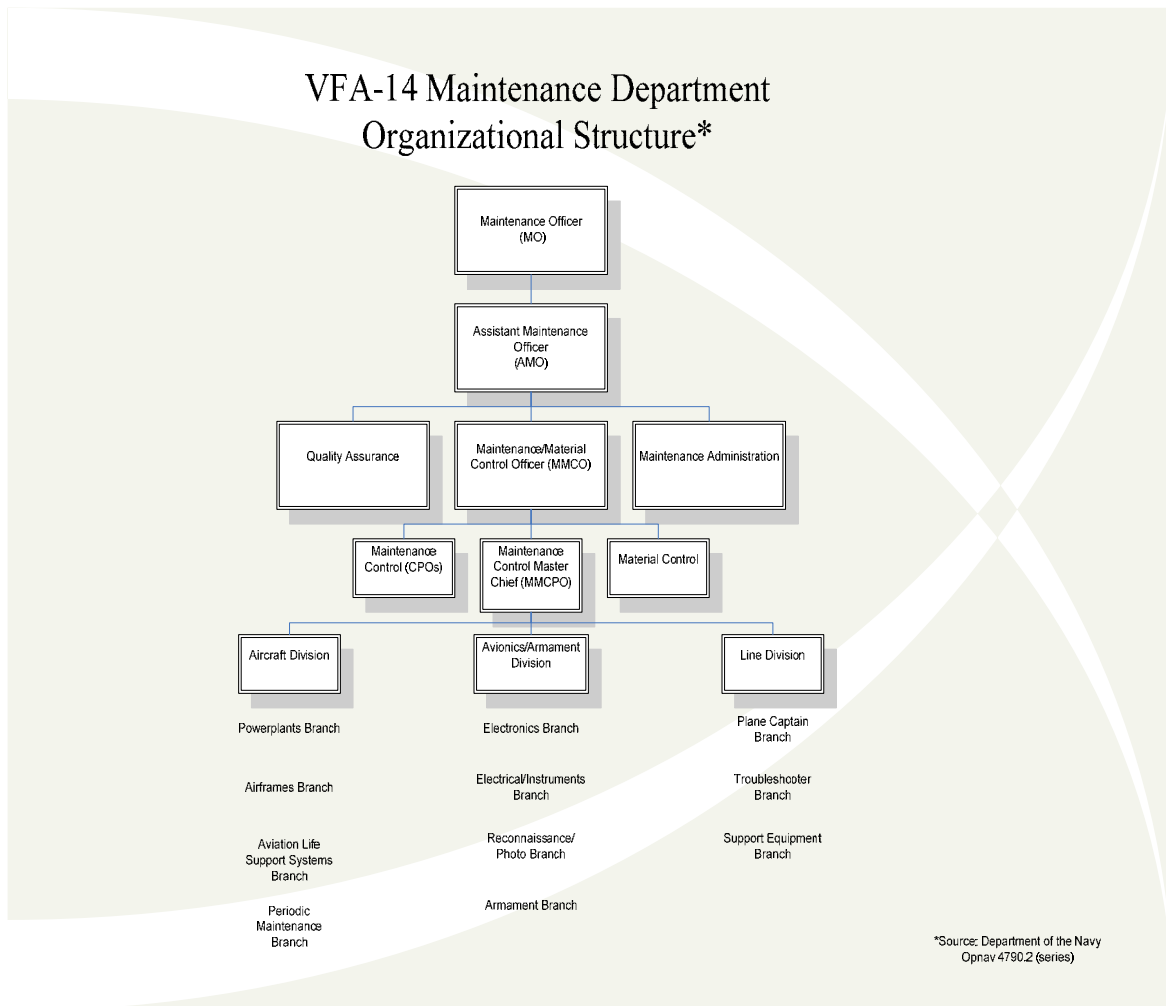 VFA-14 Maintenance Department
Organizational Structure*
Maintenance Officer
(MO)
Assistant Maintenance
Officer
(AMO)
Quality Assurance
Maintenance/Material
Control Officer (MMCO)
Maintenance Administration
Maintenance
Control (CPOs)
Maintenance
Control Master
Chief (MMCPO)
Material Control
Aircraft Division
Avionics/Armament
Division
Line Division
Powerplants Branch
Electronics Branch
Plane Captain
Branch
Airframes Branch
Electrical/Instruments
Branch
Troubleshooter
Branch
Aviation Life
Support Systems
Branch
Reconnaissance/
Photo Branch
Support Equipment
Branch
Periodic
Maintenance
Branch
Armament Branch
*Source: Department of the Navy
Opnav 4790.2 (series)